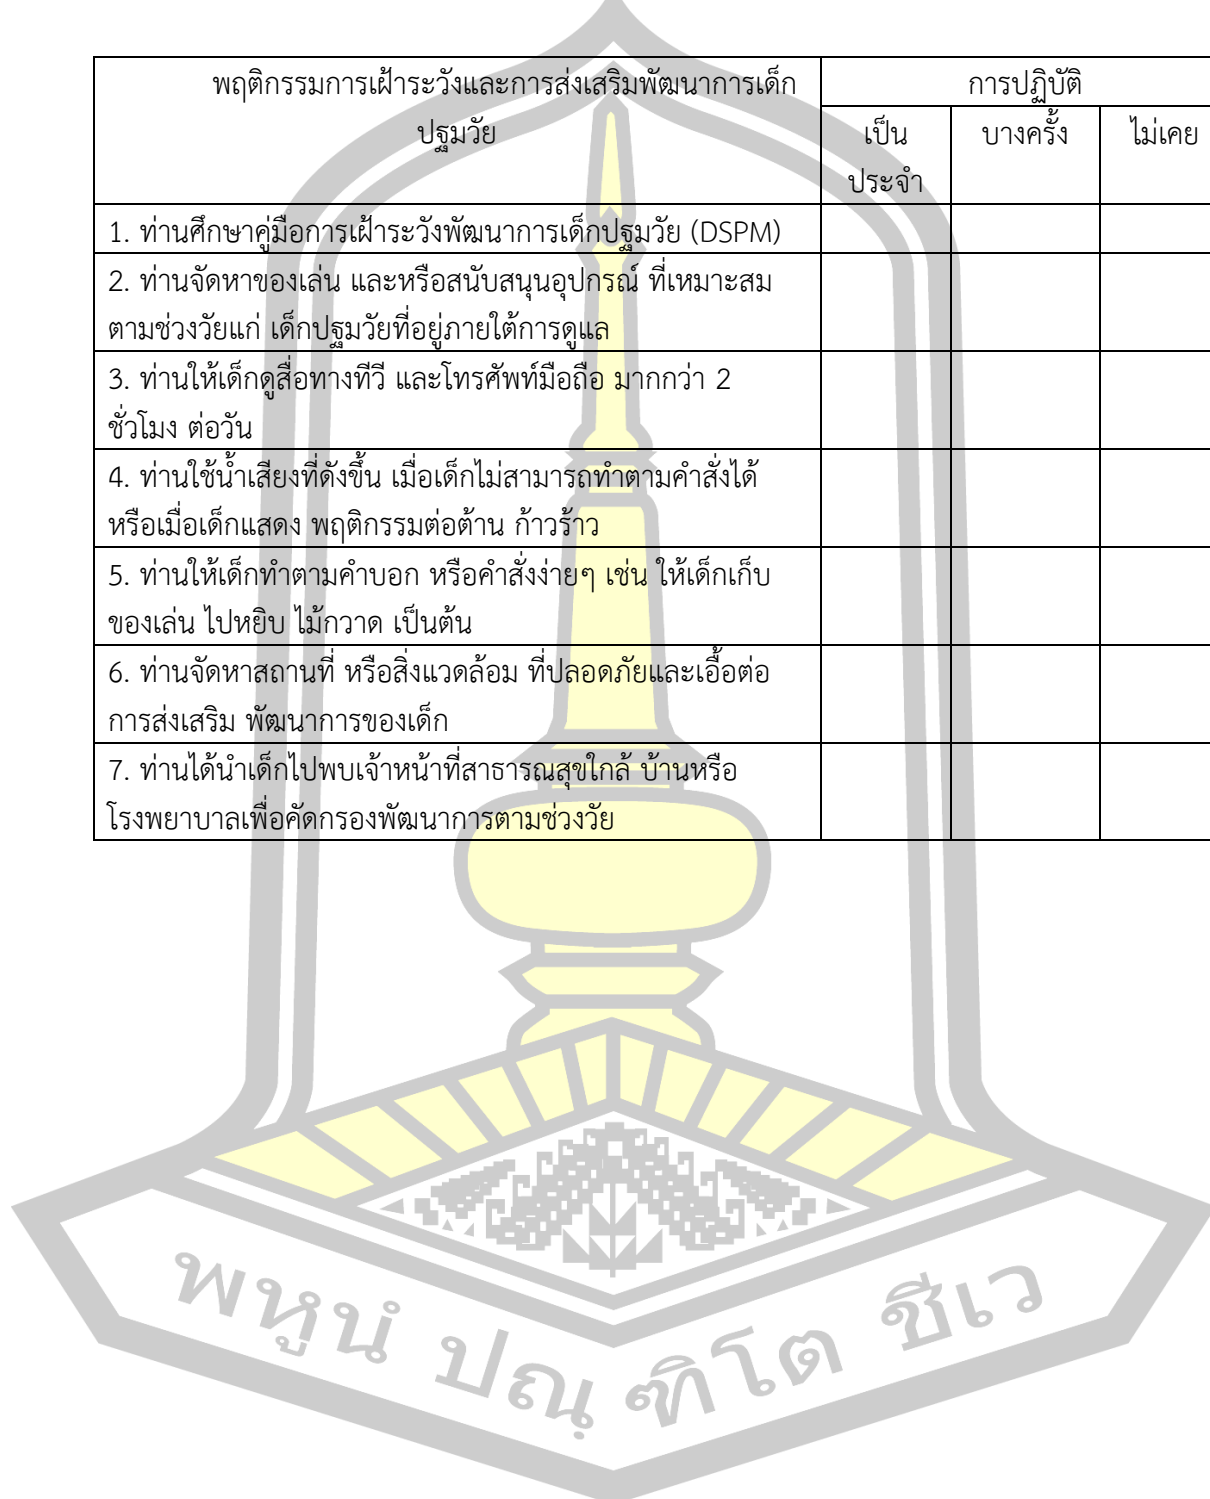 พฤติกรรมการเฝ้าระวังและการส่งเสริมพัฒนาการเด็ก
ปฐมวัย
การปฏิบัติ
เป็น
ประจำ
บางครั้ง
ไม่เคย
1. ท่านศึกษาคู่มือการเฝ้าระวังพัฒนาการเด็กปฐมวัย (DSPM)
2. ท่านจัดหาของเล่น และหรือสนับสนุนอุปกรณ์ ที่เหมาะสม
ตามช่วงวัยแก่ เด็กปฐมวัยที่อยู่ภายใต้การดูแล
3. ท่านให้เด็กดูสื่อทางทีวี และโทรศัพท์มือถือ มากกว่า 2
ชั่วโมง ต่อวัน
4. ท่านใช้น้ำเสียงที่ดังขึ้น เมื่อเด็กไม่สามารถทำตามคำสั่งได้
หรือเมื่อเด็กแสดง พฤติกรรมต่อต้าน ก้าวร้าว
5. ท่านให้เด็กทำตามคำบอก หรือคำสั่งง่ายๆ เช่น ให้เด็กเก็บ
ของเล่น ไปหยิบ ไม้กวาด เป็นต้น
6. ท่านจัดหาสถานที่ หรือสิ่งแวดล้อม ที่ปลอดภัยและเอื้อต่อ
การส่งเสริม พัฒนาการของเด็ก
7. ท่านได้นำเด็กไปพบเจ้าหน้าที่สาธารณสุขใกล้ บ้านหรือ
โรงพยาบาลเพื่อคัดกรองพัฒนาการตามช่วงวัย
พหูนํ ปณฺ ฑิโต ชีเว